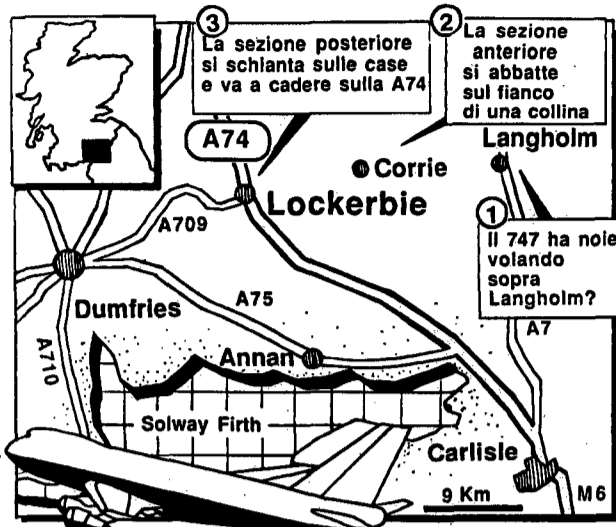 3
La sezione posteriore
si schianta sulle case
e va a cadere sulla A74
2
La sezione
anteriore
si abbatte
sul fianco
di una collina
A74
Langholm
Corrie
Lockerbie
A709
1
Il 747 ha noie
volando
sopra
Langholm?
A7
Dumfries
A75
A710
Annan
Solway Firth
Carlisle
9 Km
M6